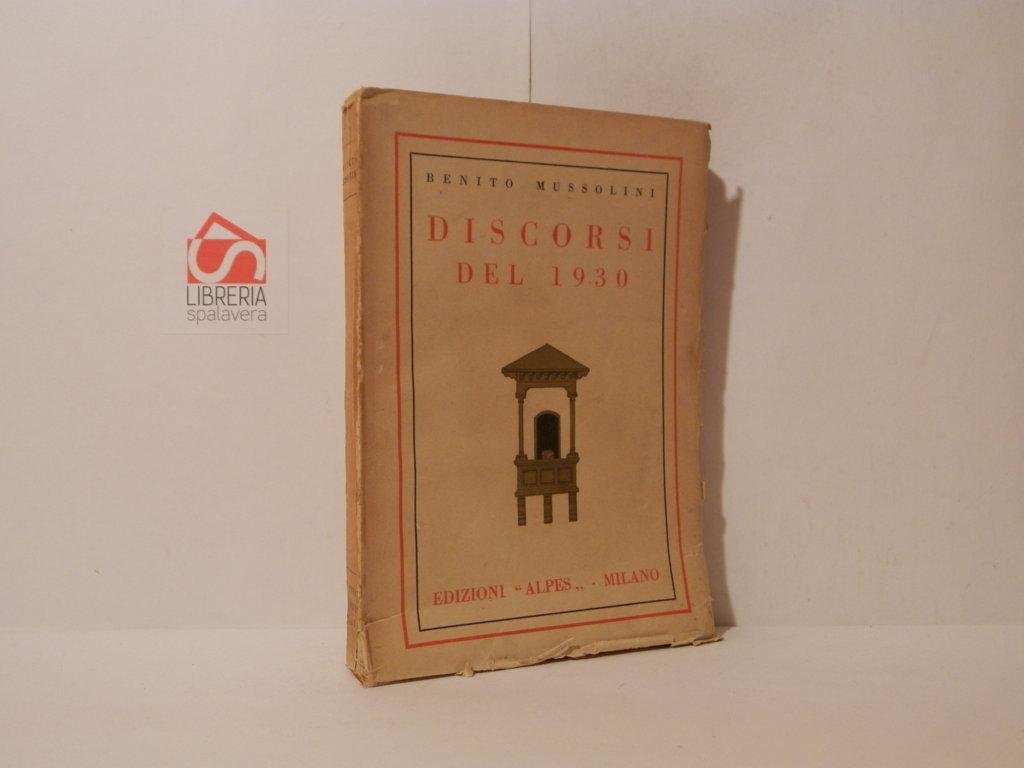 BENITO MUSSOLINI
DISCORSI
DEL 1930
EDIZIONI “ALPES„ - MILANO
LIBRERIA
spalavera